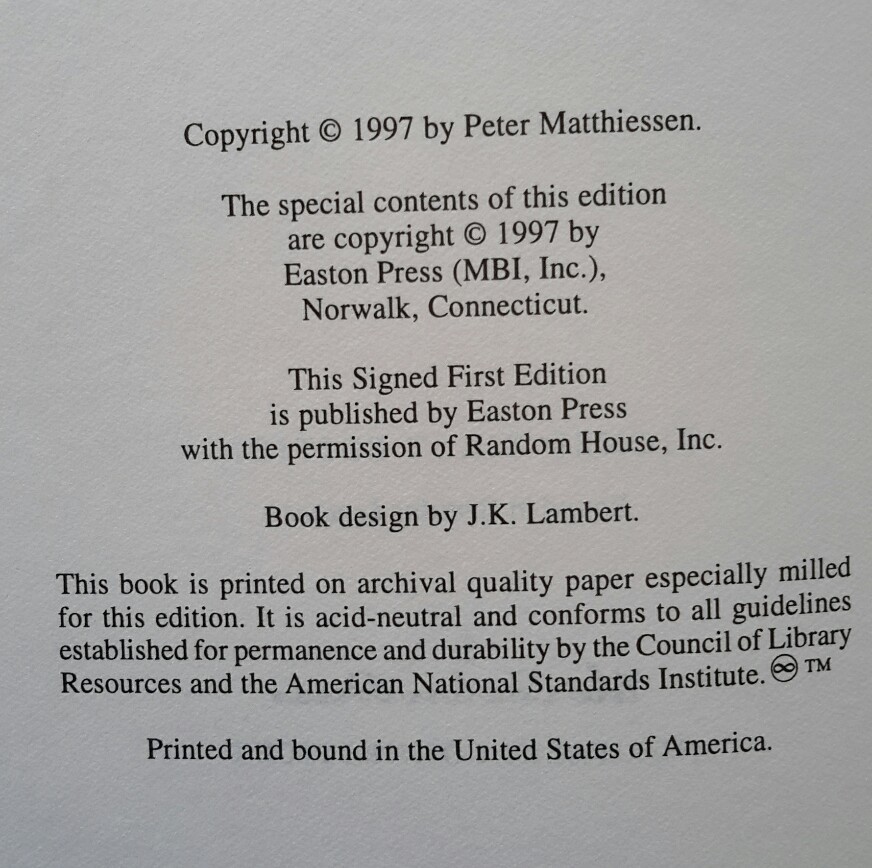 Copyright © 1997 by Peter Matthiessen.
The special contents of this edition
are copyright © 1997 by
Easton Press (MBI, Inc.),
Norwalk, Connecticut.
This Signed First Edition
is published by Easton Press
with the permission of Random House, Inc.
Book design by J.K. Lambert.
This book is printed on archival quality paper especially milled
for this edition. It is acid-neutral and conforms to all guidelines
established for permanence and durability by the Council of Library
Resources and the American National Standards Institute. ♾ ™
Printed and bound in the United States of America.